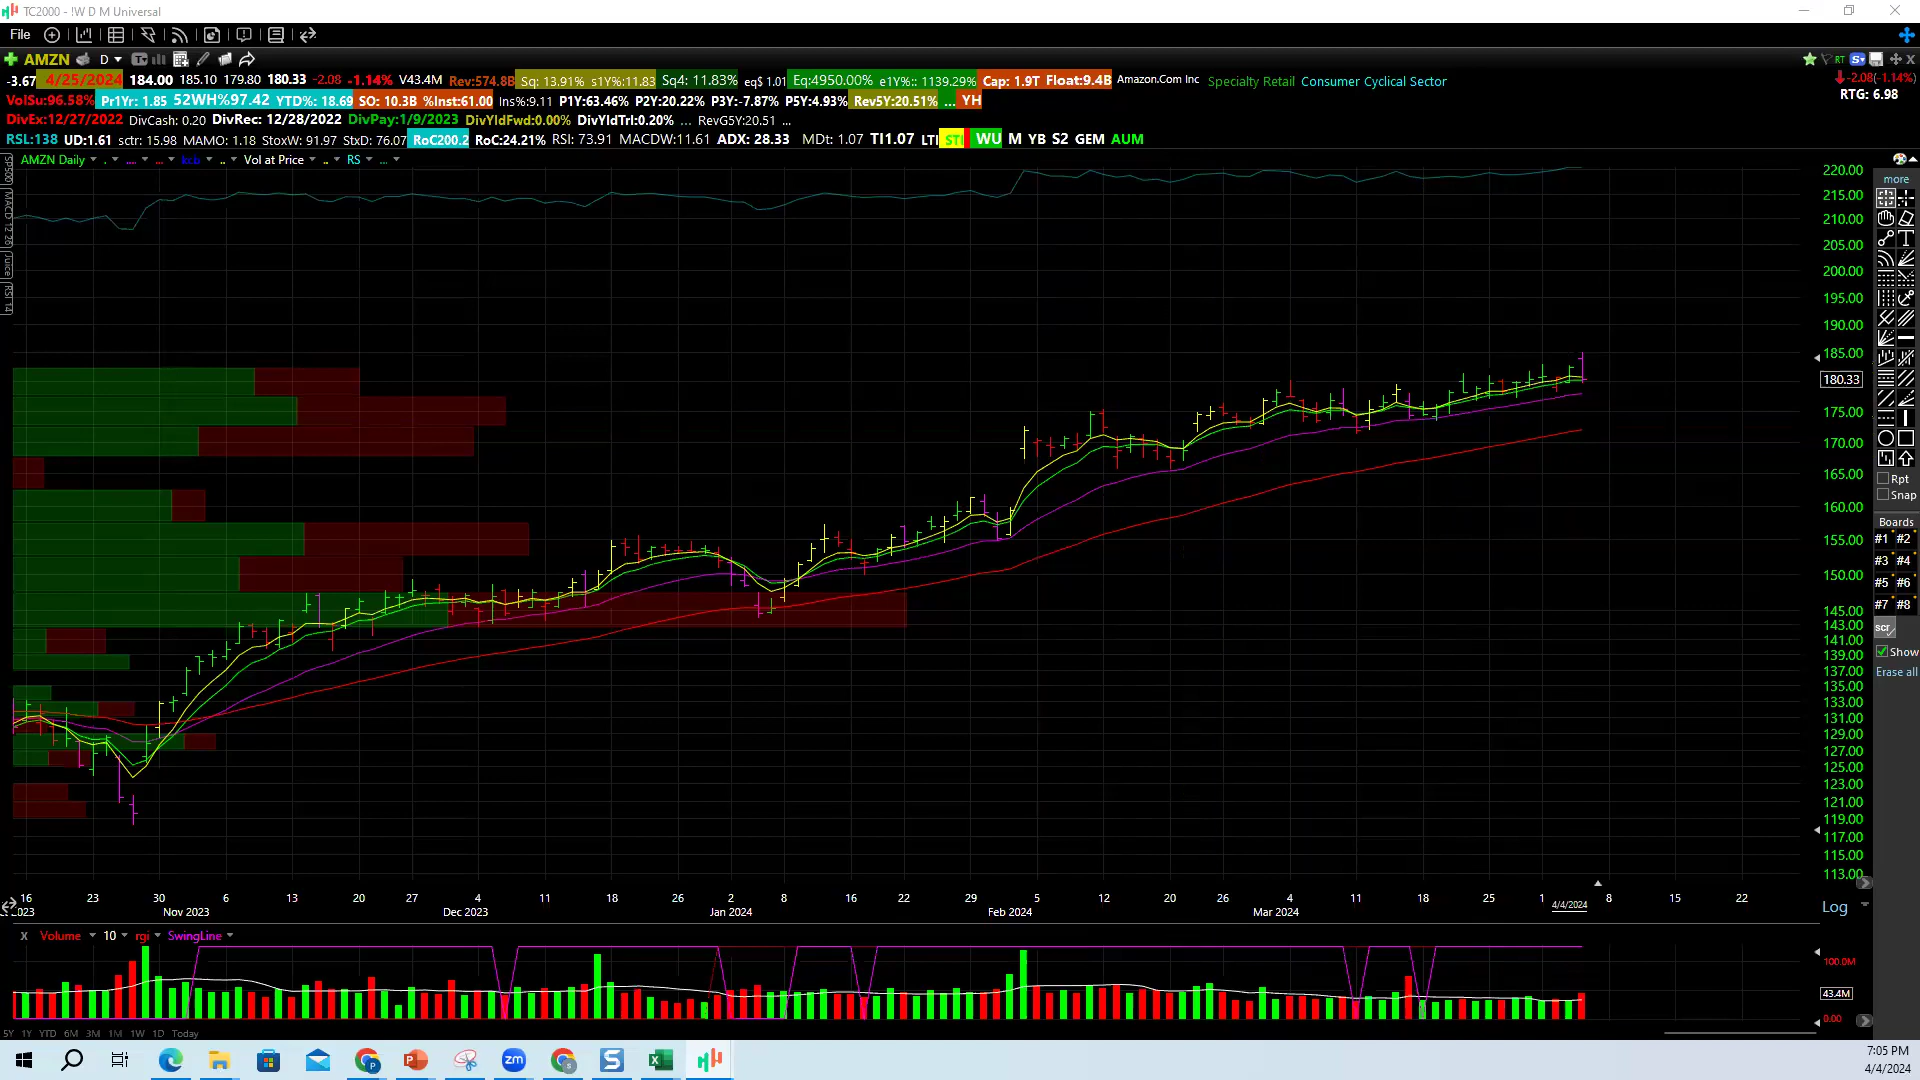 TC2000 - !W D M Universal
File
AMZN D
-3.67 4/25/2024 184.00 185.10 179.80 180.33 -2.08 -1.14% V43.4M Rev:574.8B Sq: 13.91% s1Y%:11.83 Sq4: 11.83% eq$ 1.01 Eq:4950.00% e1Y%:: 1139.29% Cap: 1.9T Float:9.4B Amazon.Com Inc Specialty Retail Consumer Cyclical Sector
RT S
-2.08(-1.14%)
RTG: 6.98
VolSu:96.58% Pr1Yr: 1.85 52WH%97.42 YTD%: 18.69 SO: 10.3B %Inst:61.00 Ins%:9.11 P1Y:63.46% P2Y:20.22% P3Y:-7.87% P5Y:4.93% Rev5Y:20.51% ... YH
DivEx:12/27/2022 DivCash: 0.20 DivRec: 12/28/2022 DivPay:1/9/2023 DivYldFwd:0.00% DivYldTrl:0.20% ... RevG5Y:20.51 ...
RSL:138 UD:1.61 sctr: 15.98 MAMO: 1.18 StoxW: 91.97 StxD: 76.07 RoC200.2 RoC:24.21% RSI: 73.91 MACDW:11.61 ADX: 28.33 MDt: 1.07 TI1.07 LTI STI WU M YB S2 GEM AUM
AMZN Daily . .... ... kcb .. Vol at Price .. RS ...
SP500
MACD 12 26
Juice
RSI 14
220.00
215.00
210.00
205.00
200.00
195.00
190.00
185.00
180.33
175.00
170.00
165.00
160.00
155.00
150.00
145.00
143.00
141.00
139.00
137.00
135.00
133.00
131.00
129.00
127.00
125.00
123.00
121.00
119.00
117.00
115.00
113.00
more
Rpt
Snap
Boards
#1 #2
#3 #4
#5 #6
#7 #8
scr
Show
Erase all
16 23 30 6 13 20 27 4 11 18 26 2 8 16 22 29 5 12 20 26 4 11 18 25 1 4/4/2024 8 15 22
2023 Nov 2023 Dec 2023 Jan 2024 Feb 2024 Mar 2024
Log
X Volume 10 rgi SwingLine
100.0M
43.4M
0.00
5Y 1Y YTD 6M 3M 1M 1W 1D Today
7:05 PM
4/4/2024